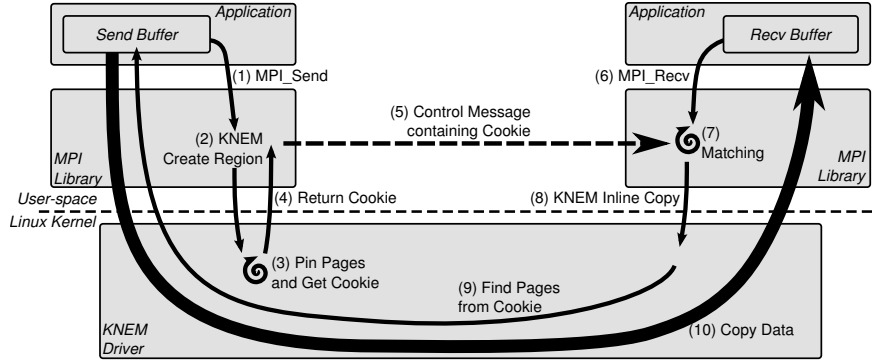 Application
Application
Send Buffer
Recv Buffer
(1) MPI_Send
(6) MPI_Recv
(5) Control Message
containing Cookie
(2) KNEM
Create Region
(7)
Matching
MPI
Library
MPI
Library
User-space
(4) Return Cookie
(8) KNEM Inline Copy
Linux Kernel
(3) Pin Pages
and Get Cookie
(9) Find Pages
from Cookie
(10) Copy Data
KNEM
Driver